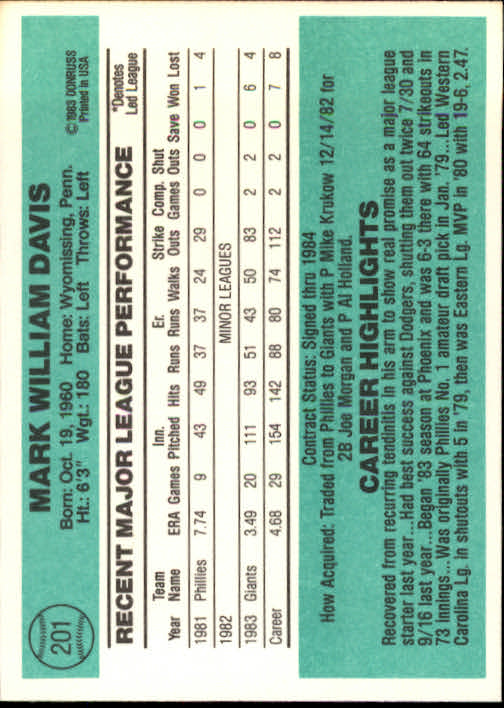 201
MARK WILLIAM DAVIS
Born: Oct. 19, 1960 Home: Wyomissing, Penn.
Ht.: 6'3" Wgt.: 180 Bats: Left Throws: Left
© 1983 DONRUSS
Printed in USA
RECENT MAJOR LEAGUE PERFORMANCE
*Denotes
Led League
Team Inn. Er. Strike Comp. Shut
Year Name ERA Games Pitched Hits Runs Runs Walks Outs Games Outs Save Won Lost
1981 Phillies 7.74 9 43 49 37 37 24 29 0 0 0 1 4
1982 MINOR LEAGUES
1983 Giants 3.49 20 111 93 51 43 50 83 2 2 0 6 4
Career 4.68 29 154 142 88 80 74 112 2 2 0 7 8
Contract Status: Signed thru 1984
How Acquired: Traded from Phillies to Giants with P Mike Krukow 12/14/82 for
2B Joe Morgan and P Al Holland.
CAREER HIGHLIGHTS
Recovered from recurring tendinitis in his arm to show real promise as a major league
starter last year...Had best success against Dodgers, shutting them out twice 7/30 and
9/16 last year...Began '83 season at Phoenix and was 6-3 there with 64 strikeouts in
73 innings...Was originally Phillies No. 1 amateur draft pick in Jan. '79...Led Western
Carolina Lg. in shutouts with 5 in '79, then was Eastern Lg. MVP in '80 with 19-6, 2.47.